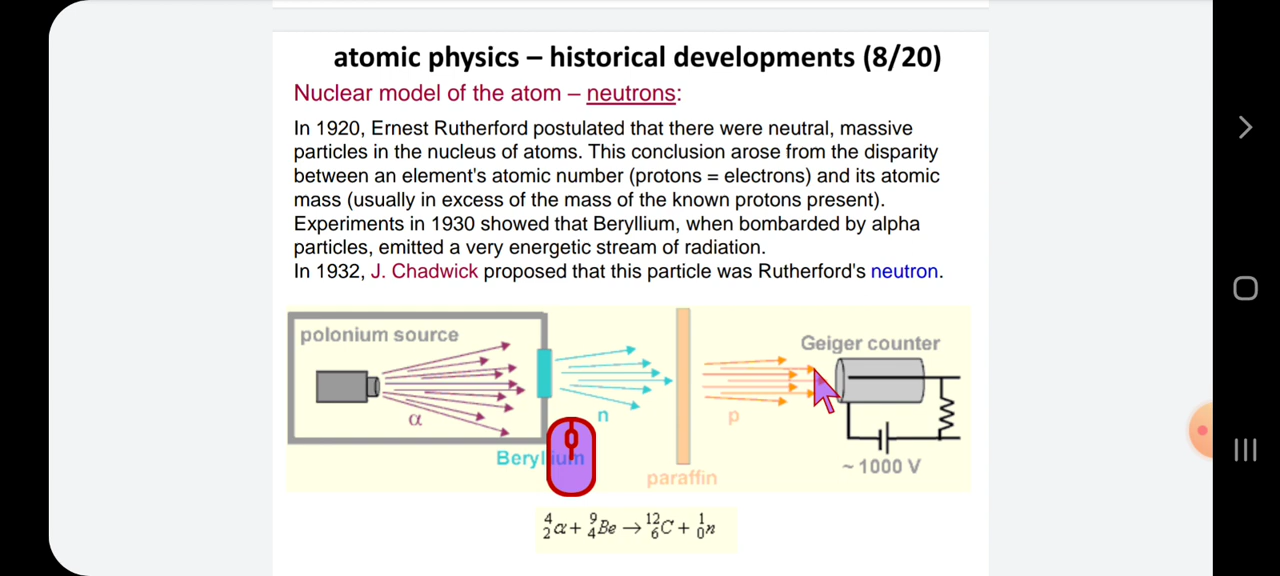 atomic physics – historical developments (8/20)
Nuclear model of the atom – neutrons:
In 1920, Ernest Rutherford postulated that there were neutral, massive
particles in the nucleus of atoms. This conclusion arose from the disparity
between an element's atomic number (protons = electrons) and its atomic
mass (usually in excess of the mass of the known protons present).
Experiments in 1930 showed that Beryllium, when bombarded by alpha
particles, emitted a very energetic stream of radiation.
In 1932, J. Chadwick proposed that this particle was Rutherford's neutron.
polonium source
Geiger counter
α
n
p
Beryllium
paraffin
~ 1000 V
⁴₂α + ⁹₄Be → ¹²₆C + ¹₀n